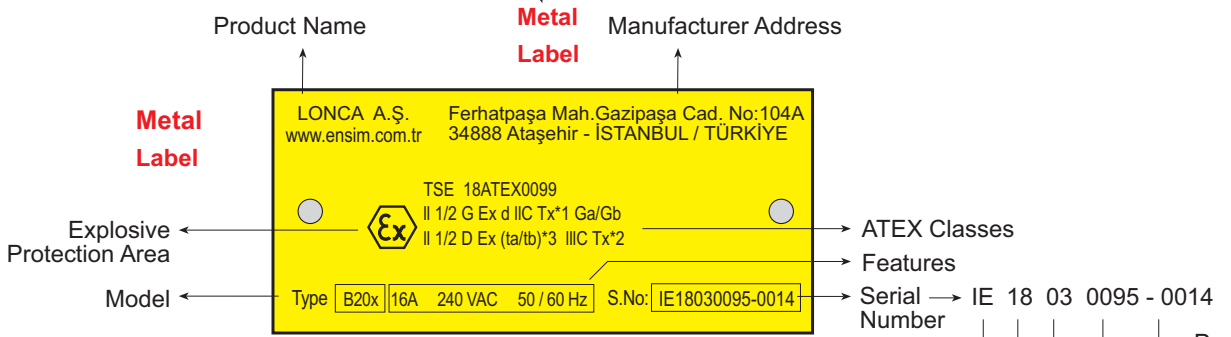 Metal
Label
Product Name
Manufacturer Address
Metal
Label
LONCA A.Ş.
www.ensim.com.tr
Ferhatpaşa Mah.Gazipaşa Cad. No:104A
34888 Ataşehir - İSTANBUL / TÜRKİYE
TSE 18ATEX0099
Ex
II 1/2 G Ex d IIC Tx*1 Ga/Gb
II 1/2 D Ex (ta/tb)*3 IIIC Tx*2
Explosive
Protection Area
ATEX Classes
Features
Model
Type B20x 16A 240 VAC 50 / 60 Hz S.No: IE18030095-0014
Serial
Number
IE 18 03 0095 - 0014